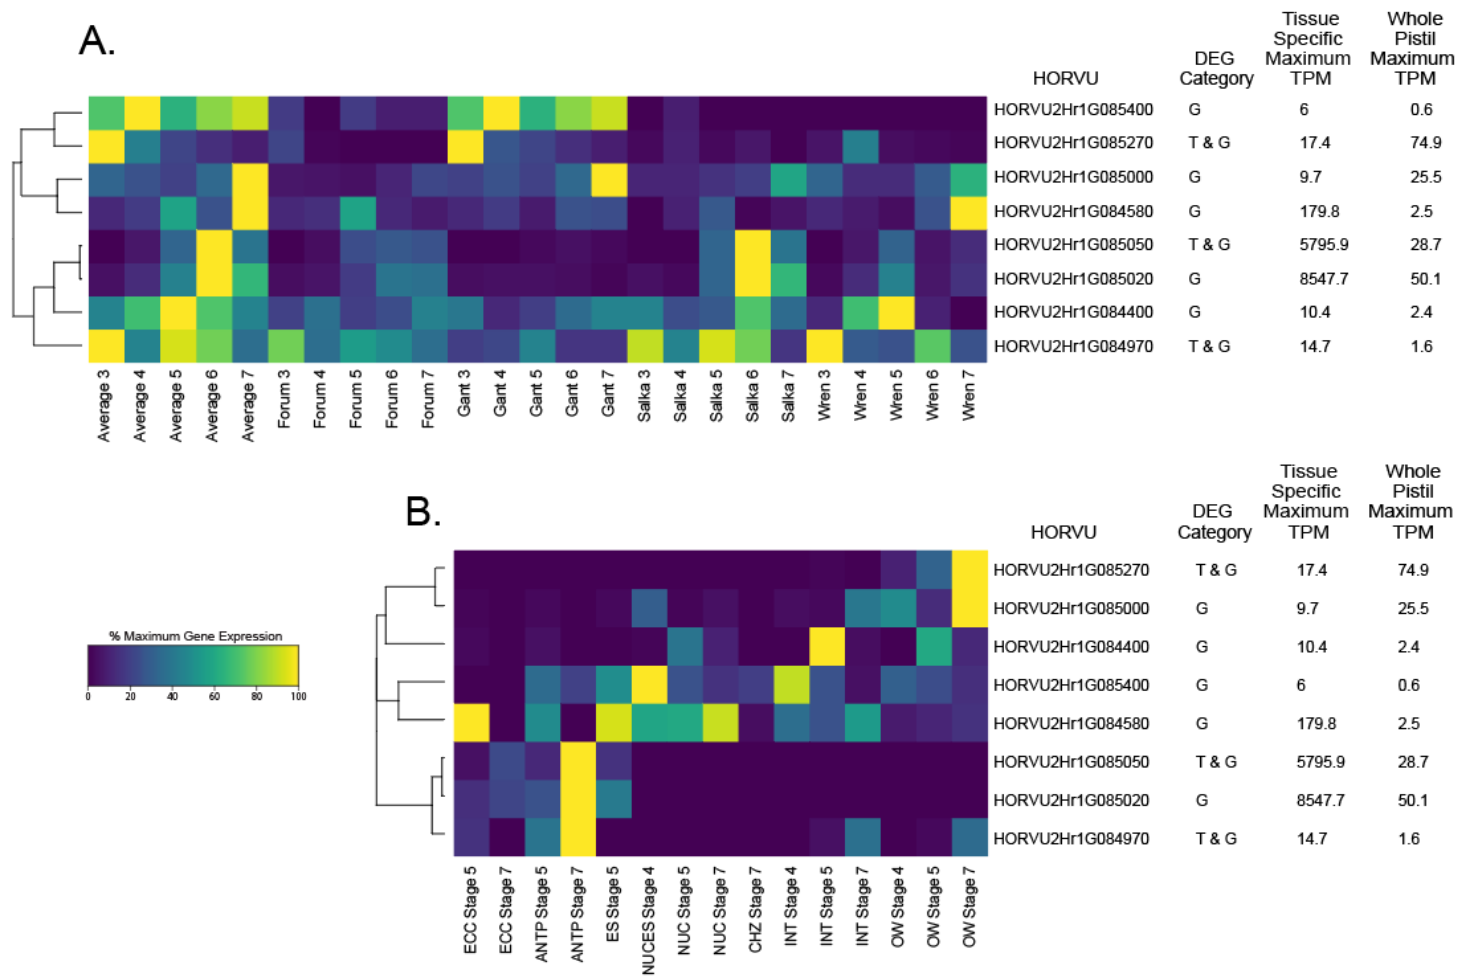 A.
HORVU
DEG
Category
Tissue
Specific
Maximum
TPM
Whole
Pistil
Maximum
TPM
HORVU2Hr1G085400 G 6 0.6
HORVU2Hr1G085270 T & G 17.4 74.9
HORVU2Hr1G085000 G 9.7 25.5
HORVU2Hr1G084580 G 179.8 2.5
HORVU2Hr1G085050 T & G 5795.9 28.7
HORVU2Hr1G085020 G 8547.7 50.1
HORVU2Hr1G084400 G 10.4 2.4
HORVU2Hr1G084970 T & G 14.7 1.6
Average 3
Average 4
Average 5
Average 6
Average 7
Forum 3
Forum 4
Forum 5
Forum 6
Forum 7
Gant 3
Gant 4
Gant 5
Gant 6
Gant 7
Salka 3
Salka 4
Salka 5
Salka 6
Salka 7
Wren 3
Wren 4
Wren 5
Wren 6
Wren 7
B.
HORVU
DEG
Category
Tissue
Specific
Maximum
TPM
Whole
Pistil
Maximum
TPM
HORVU2Hr1G085270 T & G 17.4 74.9
HORVU2Hr1G085000 G 9.7 25.5
HORVU2Hr1G084400 G 10.4 2.4
HORVU2Hr1G085400 G 6 0.6
HORVU2Hr1G084580 G 179.8 2.5
HORVU2Hr1G085050 T & G 5795.9 28.7
HORVU2Hr1G085020 G 8547.7 50.1
HORVU2Hr1G084970 T & G 14.7 1.6
% Maximum Gene Expression
0 20 40 60 80 100
ECC Stage 5
ECC Stage 7
ANTP Stage 5
ANTP Stage 7
ES Stage 5
NUCES Stage 4
NUC Stage 5
NUC Stage 7
CHZ Stage 7
INT Stage 4
INT Stage 5
INT Stage 7
OW Stage 4
OW Stage 5
OW Stage 7